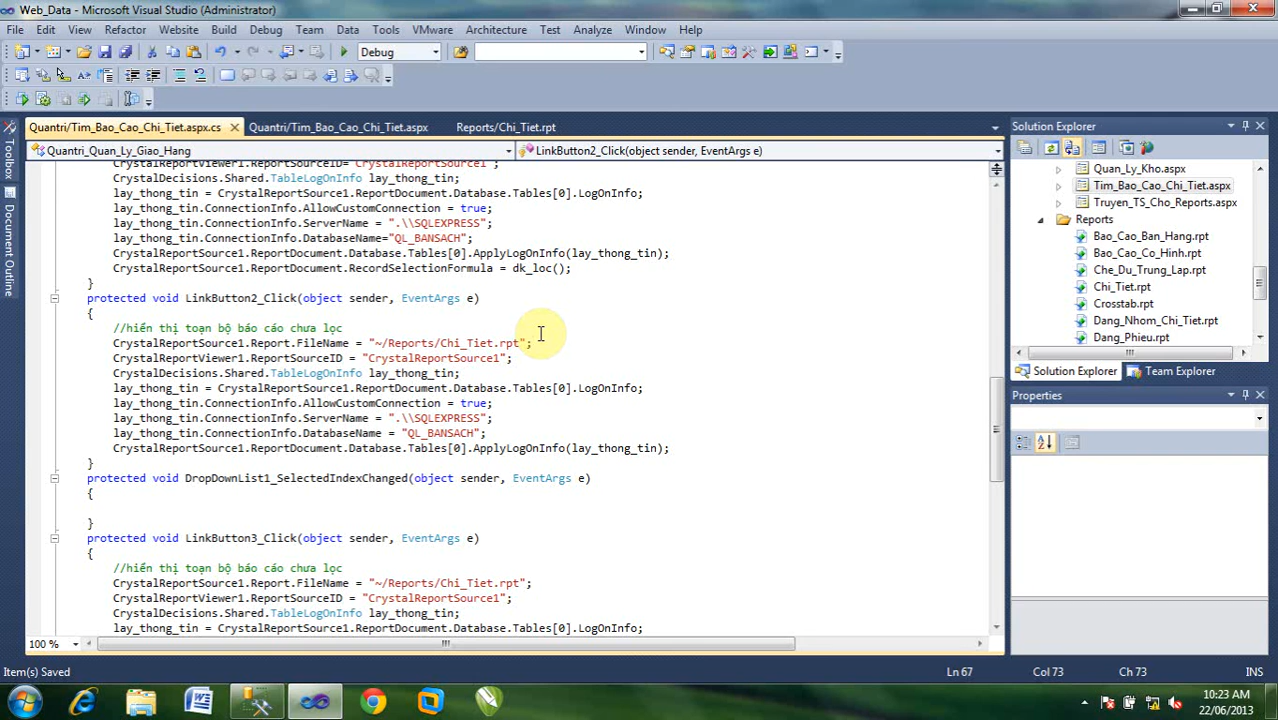 Web_Data - Microsoft Visual Studio (Administrator)
File Edit View Refactor Website Build Debug Team Data Tools VMware Architecture Test Analyze Window Help
Debug
Quantri/Tim_Bao_Cao_Chi_Tiet.aspx.cs Quantri/Tim_Bao_Cao_Chi_Tiet.aspx Reports/Chi_Tiet.rpt
Quantri_Quan_Ly_Giao_Hang LinkButton2_Click(object sender, EventArgs e)
CrystalReportViewer1.ReportSourceID="CrystalReportSource1";
CrystalDecisions.Shared.TableLogOnInfo lay_thong_tin;
lay_thong_tin = CrystalReportSource1.ReportDocument.Database.Tables[0].LogOnInfo;
lay_thong_tin.ConnectionInfo.AllowCustomConnection = true;
lay_thong_tin.ConnectionInfo.ServerName = ".\\SQLEXPRESS";
lay_thong_tin.ConnectionInfo.DatabaseName="QL_BANSACH";
CrystalReportSource1.ReportDocument.Database.Tables[0].ApplyLogOnInfo(lay_thong_tin);
CrystalReportSource1.ReportDocument.RecordSelectionFormula = dk_loc();
}
protected void LinkButton2_Click(object sender, EventArgs e)
{
//hiển thị toạn bộ báo cáo chưa lọc
CrystalReportSource1.Report.FileName = "~/Reports/Chi_Tiet.rpt";
CrystalReportViewer1.ReportSourceID = "CrystalReportSource1";
CrystalDecisions.Shared.TableLogOnInfo lay_thong_tin;
lay_thong_tin = CrystalReportSource1.ReportDocument.Database.Tables[0].LogOnInfo;
lay_thong_tin.ConnectionInfo.AllowCustomConnection = true;
lay_thong_tin.ConnectionInfo.ServerName = ".\\SQLEXPRESS";
lay_thong_tin.ConnectionInfo.DatabaseName = "QL_BANSACH";
CrystalReportSource1.ReportDocument.Database.Tables[0].ApplyLogOnInfo(lay_thong_tin);
}
protected void DropDownList1_SelectedIndexChanged(object sender, EventArgs e)
{
}
protected void LinkButton3_Click(object sender, EventArgs e)
{
//hiển thị toạn bộ báo cáo chưa lọc
CrystalReportSource1.Report.FileName = "~/Reports/Chi_Tiet.rpt";
CrystalReportViewer1.ReportSourceID = "CrystalReportSource1";
CrystalDecisions.Shared.TableLogOnInfo lay_thong_tin;
lay_thong_tin = CrystalReportSource1.ReportDocument.Database.Tables[0].LogOnInfo;
100 %
Toolbox
Document Outline
Solution Explorer
Quan_Ly_Kho.aspx
Tim_Bao_Cao_Chi_Tiet.aspx
Truyen_TS_Cho_Reports.aspx
Reports
Bao_Cao_Ban_Hang.rpt
Bao_Cao_Co_Hinh.rpt
Che_Du_Trung_Lap.rpt
Chi_Tiet.rpt
Crosstab.rpt
Dang_Nhom_Chi_Tiet.rpt
Dang_Phieu.rpt
Solution Explorer Team Explorer
Properties
Item(s) Saved Ln 67 Col 73 Ch 73 INS
10:23 AM
22/06/2013